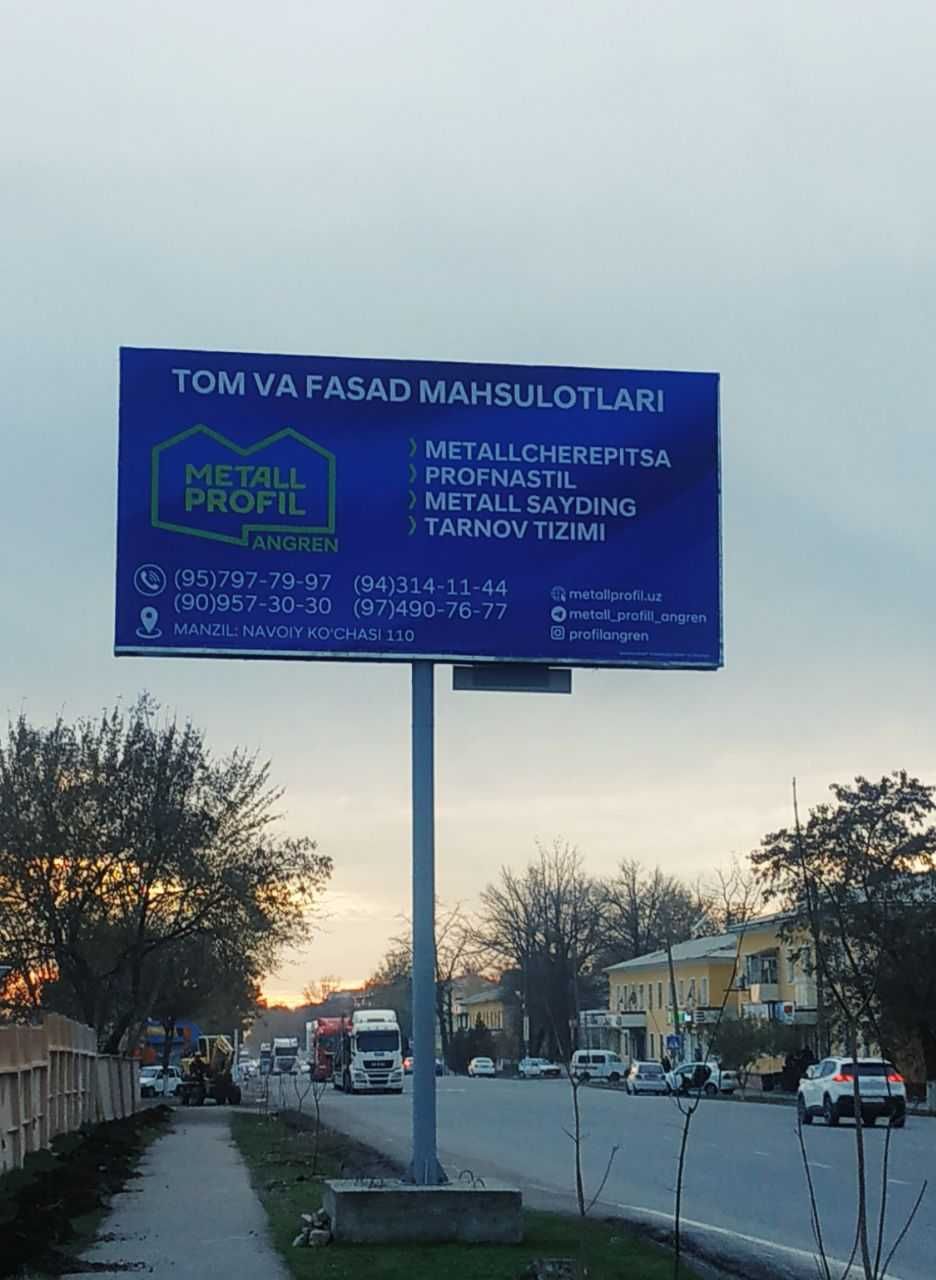 TOM VA FASAD MAHSULOTLARI
METALL
PROFIL
ANGREN
METALLCHEREPITSA
PROFNASTIL
METALL SAYDING
TARNOV TIZIMI
(95)797-79-97 (94)314-11-44
(90)957-30-30 (97)490-76-77
MANZIL: NAVOIY KO'CHASI 110
metallprofil.uz
metall_profill_angren
profilangren